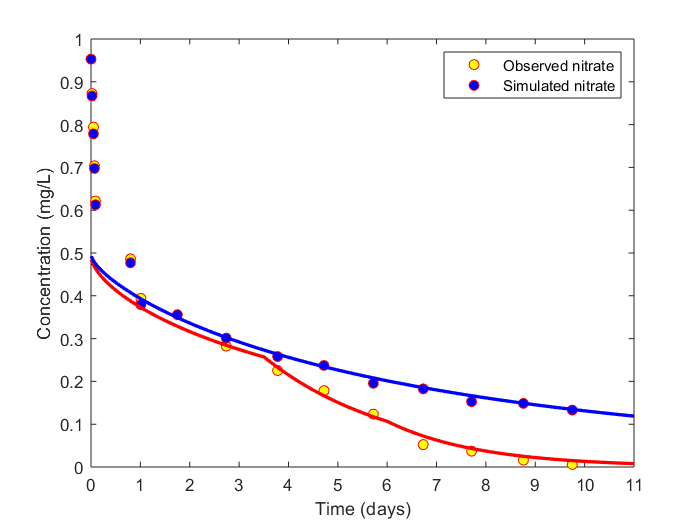 1
0.9
0.8
0.7
0.6
0.5
0.4
0.3
0.2
0.1
0
Concentration (mg/L)
Observed nitrate
Simulated nitrate
0 1 2 3 4 5 6 7 8 9 10 11
Time (days)